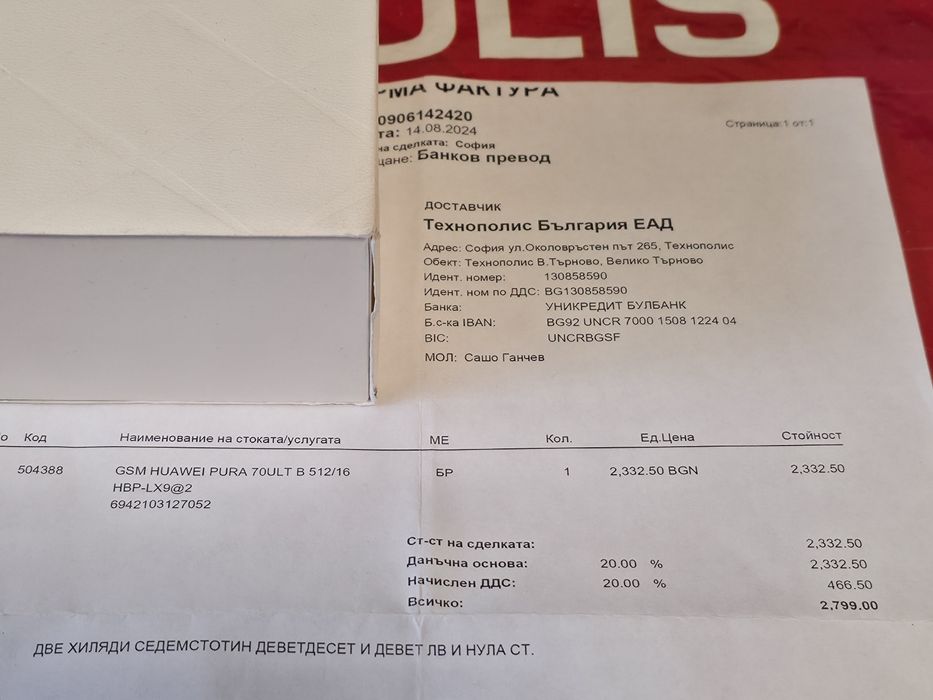 OLIS
РМА ФАКТУРА
0906142420
та: 14.08.2024
на сделката: София
щане: Банков превод
Страница:1 от:1
ДОСТАВЧИК
Технополис България ЕАД
Адрес: София ул.Околовръстен път 265, Технополис
Обект: Технополис В.Търново, Велико Търново
Идент. номер: 130858590
Идент. ном по ДДС: BG130858590
Банка: УНИКРЕДИТ БУЛБАНК
Б.с-ка IBAN: BG92 UNCR 7000 1508 1224 04
BIC: UNCRBGSF
МОЛ: Сашо Ганчев
о Код Наименование на стоката/услугата МЕ Кол. Ед.Цена Стойност
504388 GSM HUAWEI PURA 70ULT B 512/16 БР 1 2,332.50 BGN 2,332.50
HBP-LX9@2
6942103127052
Ст-ст на сделката: 2,332.50
Данъчна основа: 20.00 % 2,332.50
Начислен ДДС: 20.00 % 466.50
Всичко: 2,799.00
ДВЕ ХИЛЯДИ СЕДЕМСТОТИН ДЕВЕТДЕСЕТ И ДЕВЕТ ЛВ И НУЛА СТ.